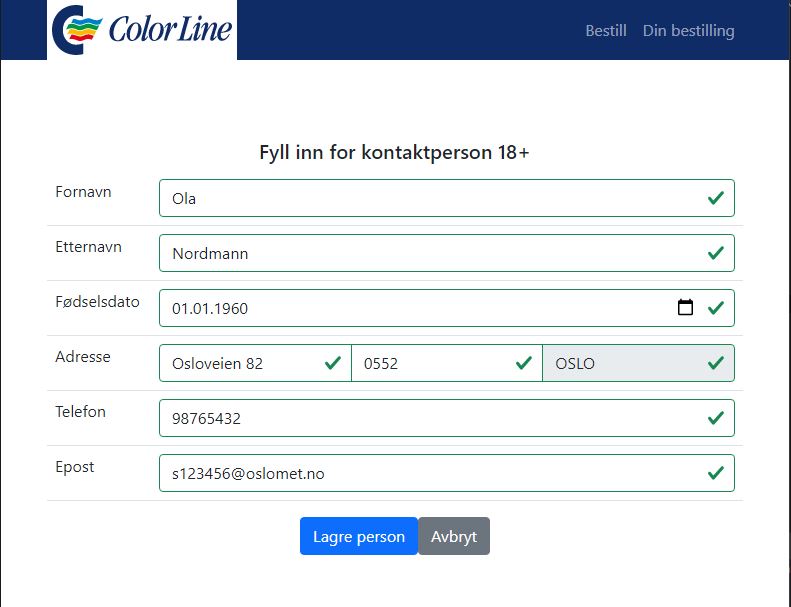 Color Line
Bestill Din bestilling
Fyll inn for kontaktperson 18+
Fornavn Ola
Etternavn Nordmann
Fødselsdato 01.01.1960
Adresse Osloveien 82 0552 OSLO
Telefon 98765432
Epost s123456@oslomet.no
Lagre person Avbryt